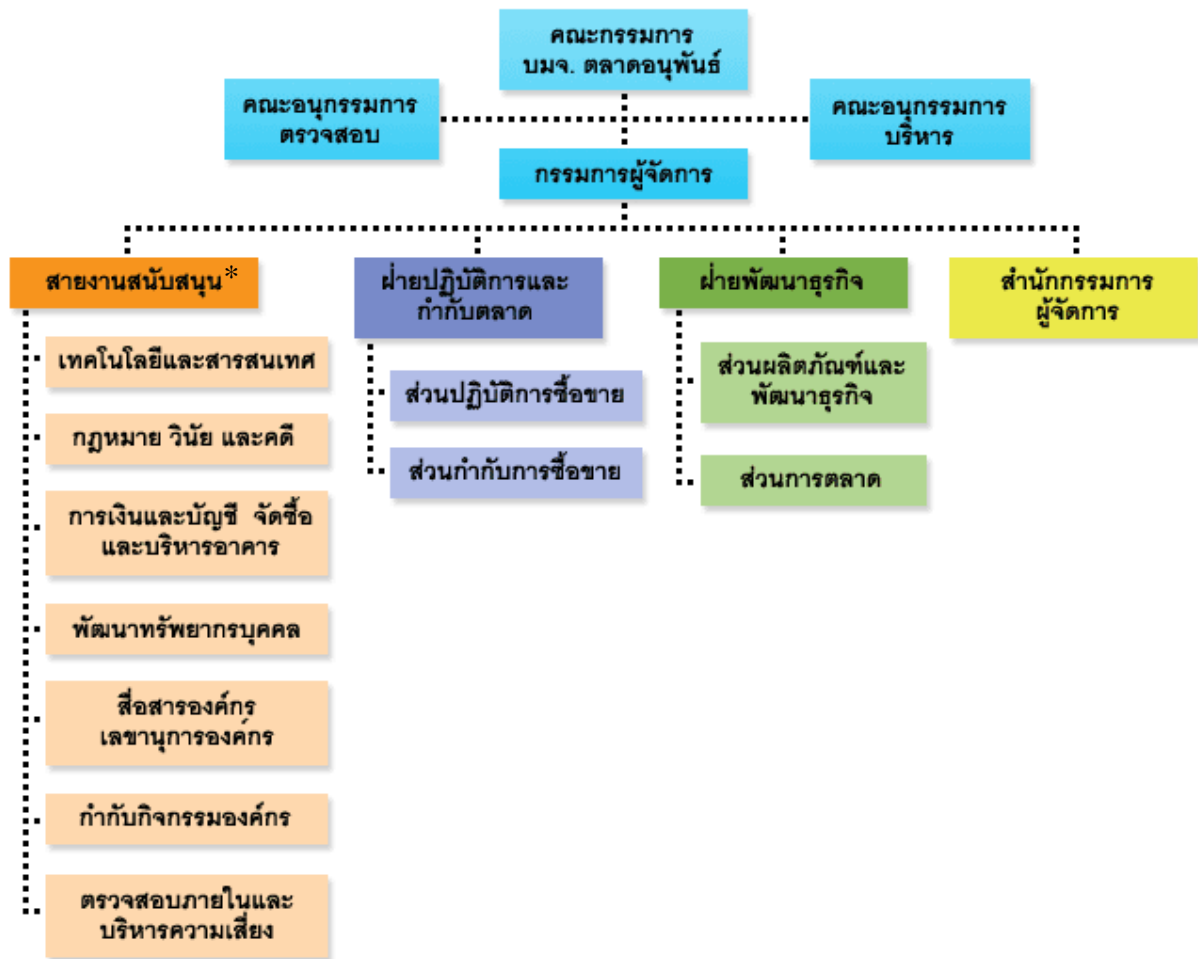 คณะกรรมการ
บมจ. ตลาดอนุพันธ์
คณะอนุกรรมการ
ตรวจสอบ
คณะอนุกรรมการ
บริหาร
กรรมการผู้จัดการ
สายงานสนับสนุน*
เทคโนโลยีและสารสนเทศ
กฎหมาย วินัย และคดี
การเงินและบัญชี จัดซื้อ
และบริหารอาคาร
พัฒนาทรัพยากรบุคคล
สื่อสารองค์กร
เลขานุการองค์กร
กำกับกิจกรรมองค์กร
ตรวจสอบภายในและ
บริหารความเสี่ยง
ฝ่ายปฏิบัติการและ
กำกับตลาด
ส่วนปฏิบัติการซื้อขาย
ส่วนกำกับการซื้อขาย
ฝ่ายพัฒนาธุรกิจ
ส่วนผลิตภัณฑ์และ
พัฒนาธุรกิจ
ส่วนการตลาด
สำนักกรรมการ
ผู้จัดการ